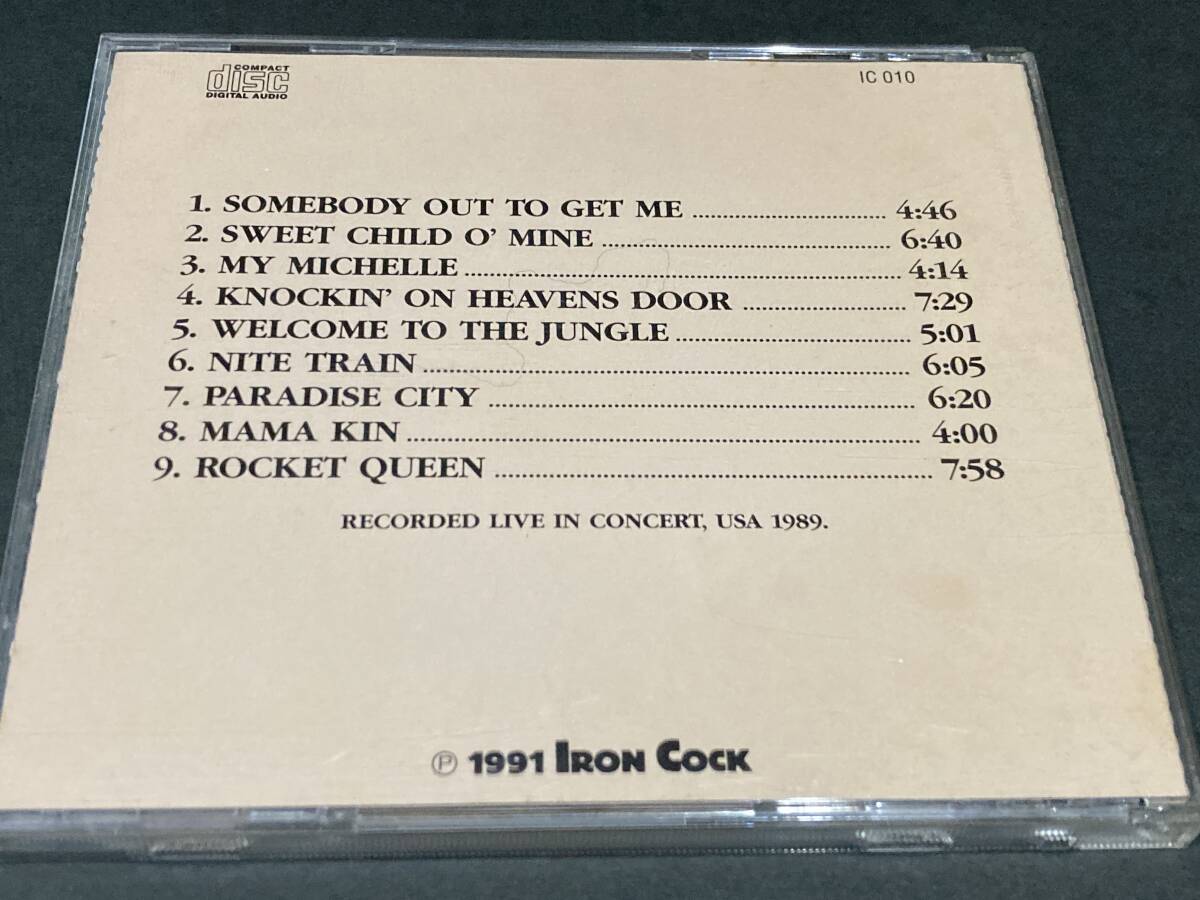 COMPACT
disc
DIGITAL AUDIO
IC 010
1. SOMEBODY OUT TO GET ME ........................ 4:46
2. SWEET CHILD O' MINE ........................ 6:40
3. MY MICHELLE ........................ 4:14
4. KNOCKIN' ON HEAVENS DOOR ........................ 7:29
5. WELCOME TO THE JUNGLE ........................ 5:01
6. NITE TRAIN ........................ 6:05
7. PARADISE CITY ........................ 6:20
8. MAMA KIN ........................ 4:00
9. ROCKET QUEEN ........................ 7:58
RECORDED LIVE IN CONCERT, USA 1989.
℗ 1991 IRON COCK